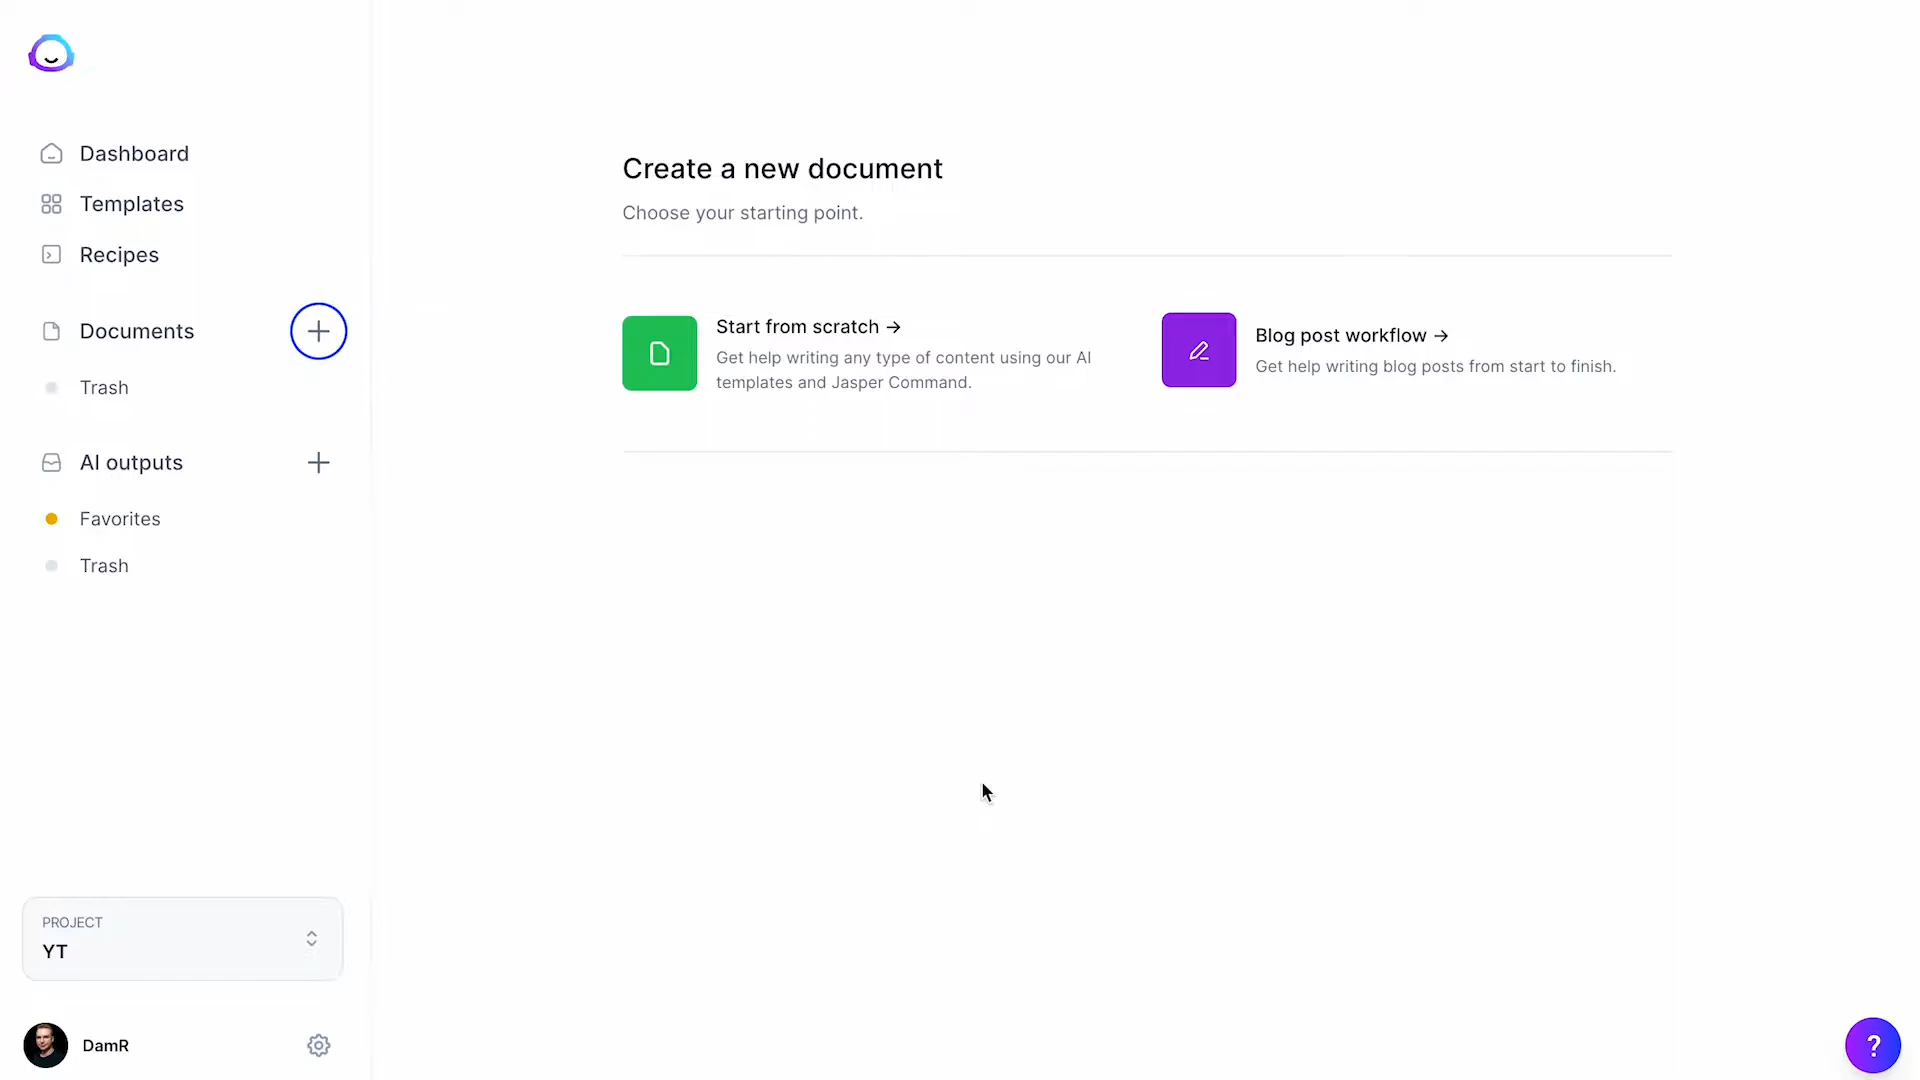 Dashboard
Templates
Recipes
Documents
Trash
AI outputs
Favorites
Trash
PROJECT
YT
DamR
Create a new document
Choose your starting point.
Start from scratch →
Get help writing any type of content using our AI
templates and Jasper Command.
Blog post workflow →
Get help writing blog posts from start to finish.
?